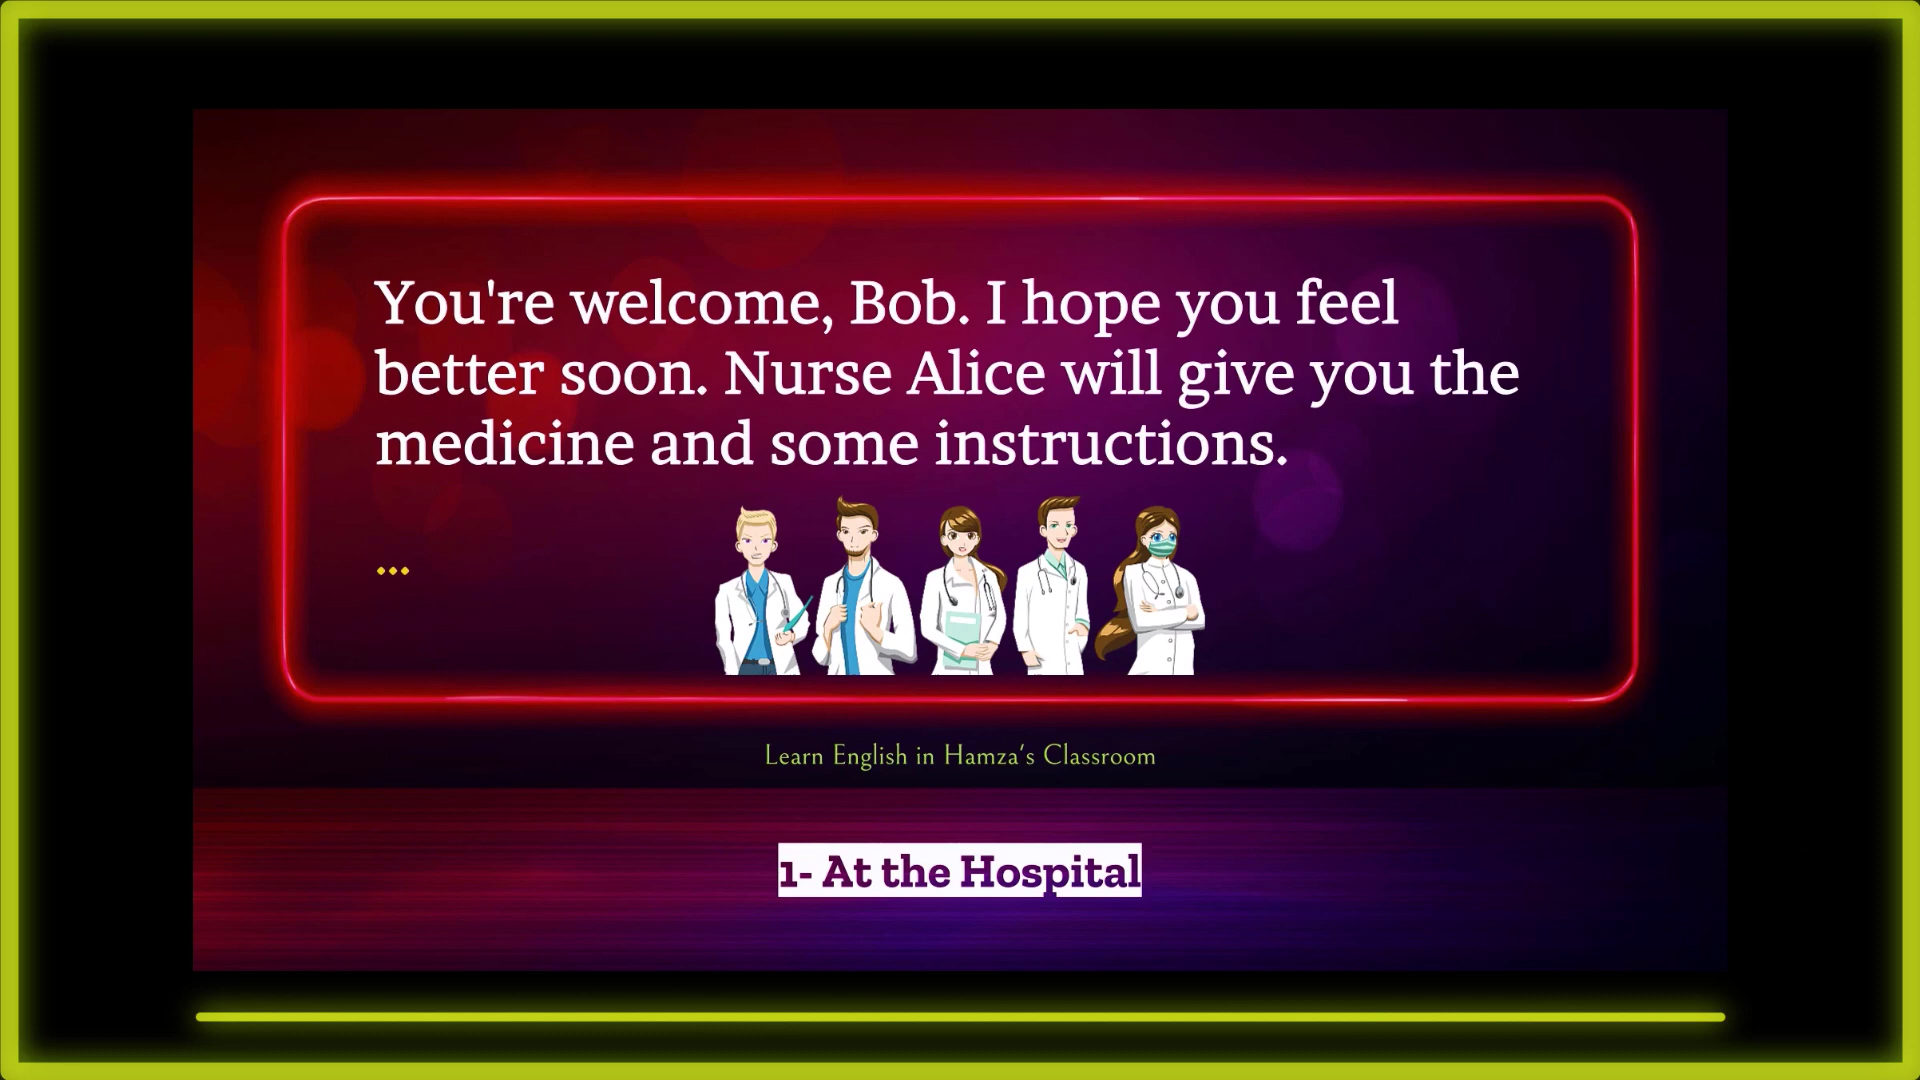 You're welcome, Bob. I hope you feel
better soon. Nurse Alice will give you the
medicine and some instructions.
...
Learn English in Hamza's Classroom
1- At the Hospital